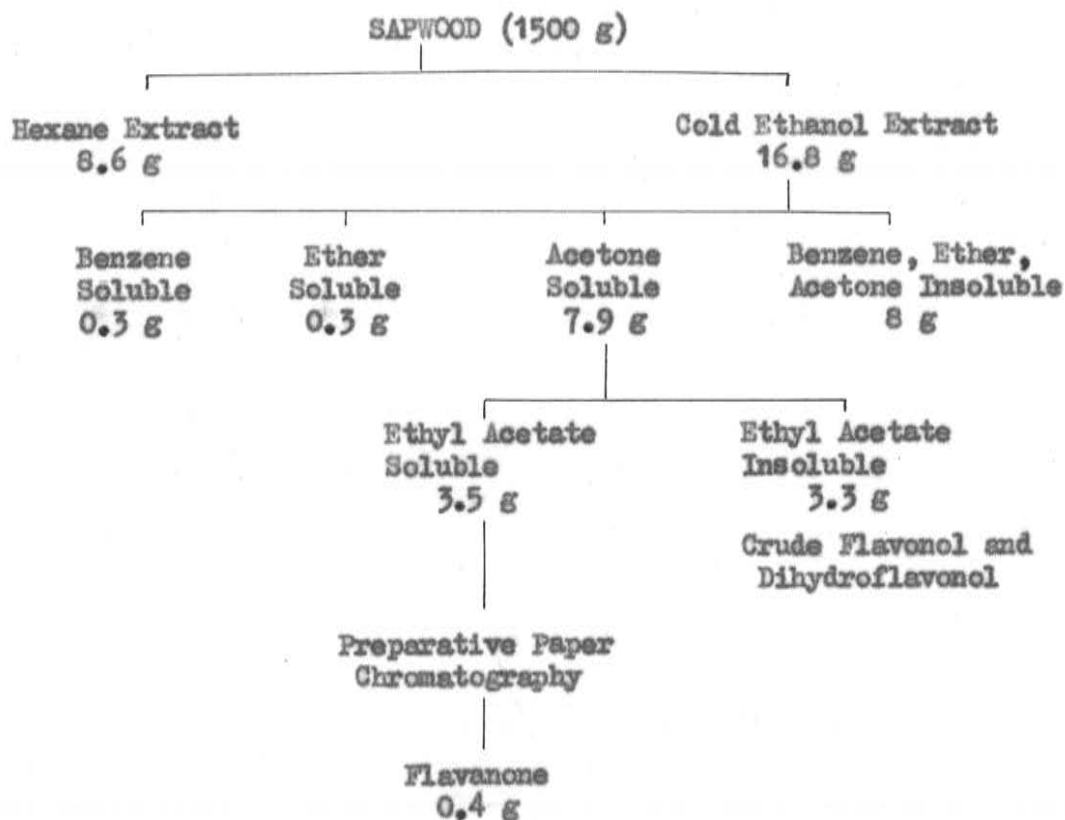 SAPWOOD (1500 g)
Hexane Extract
8.6 g
Cold Ethanol Extract
16.8 g
Benzene
Soluble
0.3 g
Ether
Soluble
0.3 g
Acetone
Soluble
7.9 g
Benzene, Ether,
Acetone Insoluble
8 g
Ethyl Acetate
Soluble
3.5 g
Ethyl Acetate
Insoluble
3.3 g
Crude Flavonol and
Dihydroflavonol
Preparative Paper
Chromatography
Flavanone
0.4 g